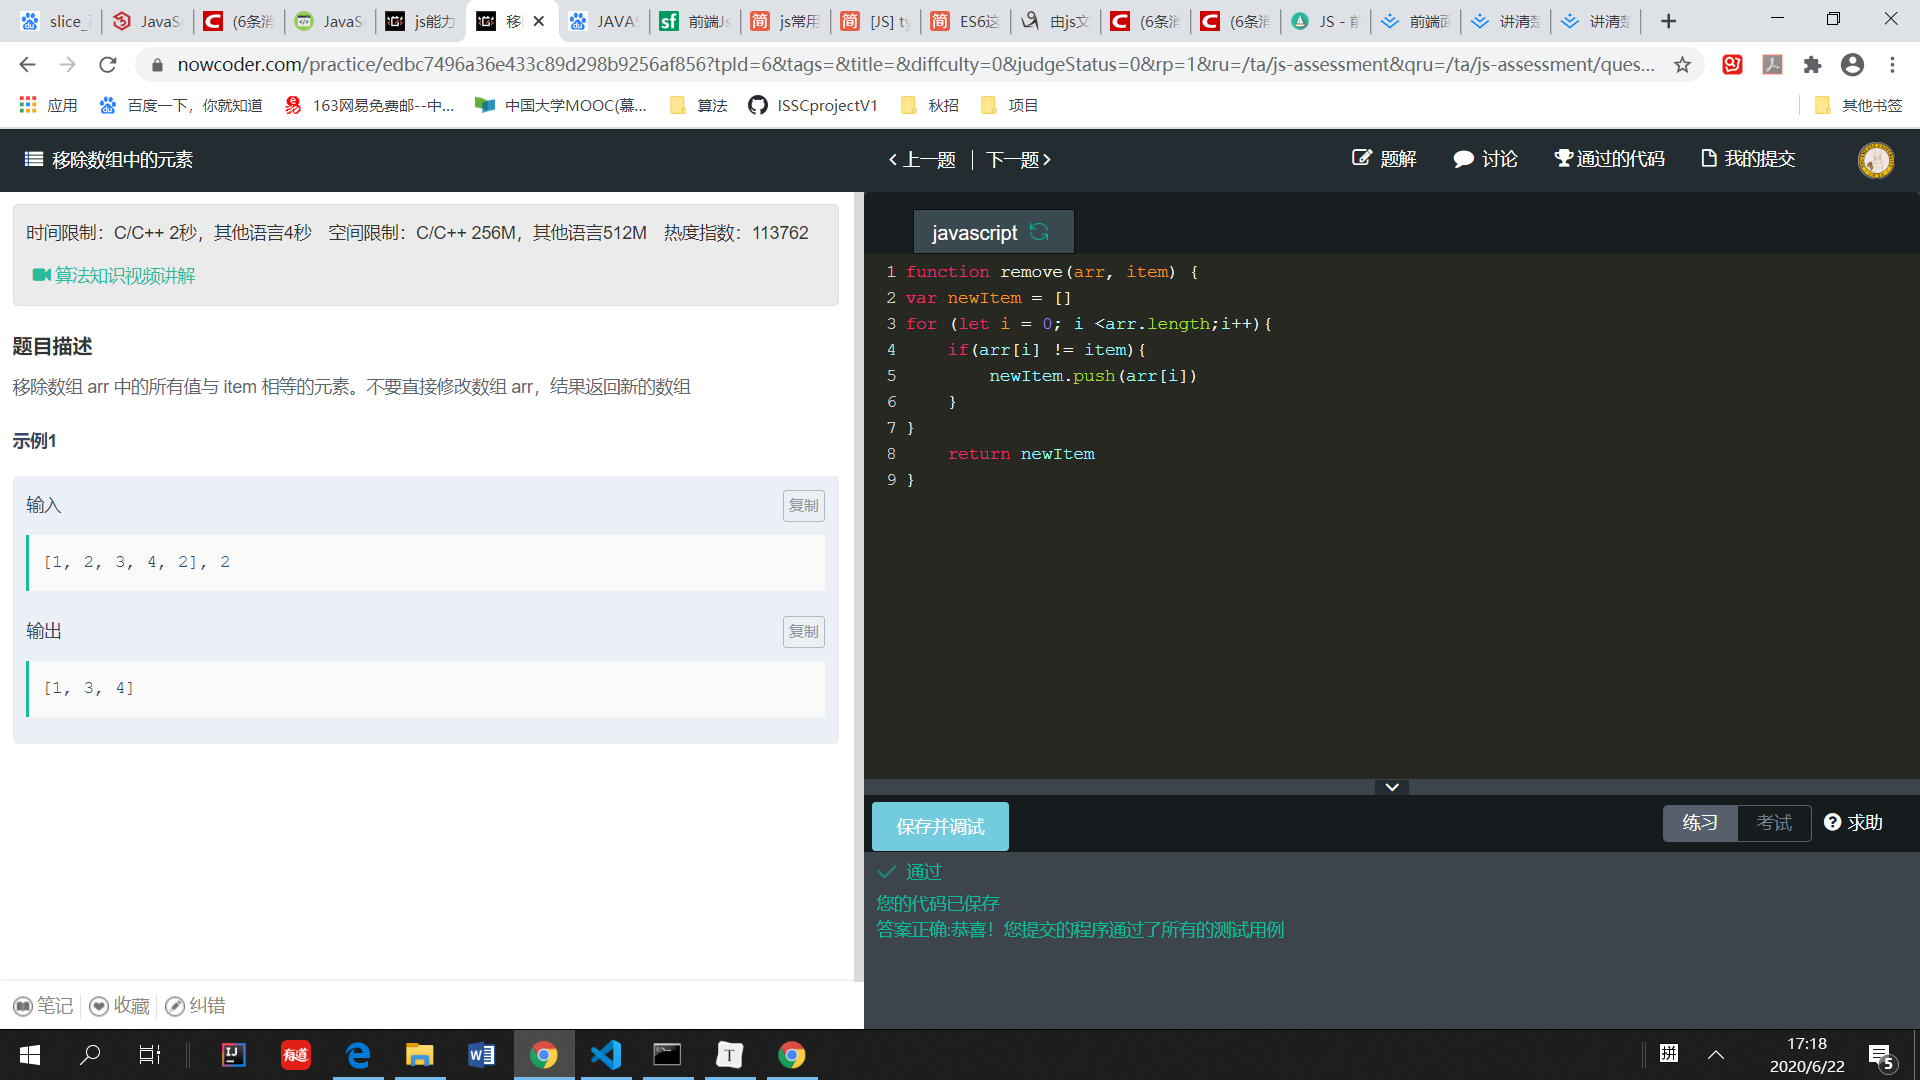 slice_
JavaS
(6条消
JavaS
js能力
移
JAVAS
前端Js
js常用
[JS] ty
ES6这
由js文
(6条消
(6条消
JS - 前
前端面
讲清楚
讲清楚
nowcoder.com/practice/edbc7496a36e433c89d298b9256af856?tpId=6&tags=&title=&diffculty=0&judgeStatus=0&rp=1&ru=/ta/js-assessment&qru=/ta/js-assessment/ques...
应用
百度一下，你就知道
163网易免费邮--中...
中国大学MOOC(慕...
算法
ISSCprojectV1
秋招
项目
其他书签
移除数组中的元素
上一题
下一题
题解
讨论
通过的代码
我的提交
时间限制：C/C++ 2秒，其他语言4秒 空间限制：C/C++ 256M，其他语言512M 热度指数：113762
算法知识视频讲解
题目描述
移除数组 arr 中的所有值与 item 相等的元素。不要直接修改数组 arr，结果返回新的数组
示例1
输入
复制
[1, 2, 3, 4, 2], 2
输出
复制
[1, 3, 4]
笔记
收藏
纠错
javascript
1 function remove(arr, item) {
2 var newItem = []
3 for (let i = 0; i <arr.length;i++){
4     if(arr[i] != item){
5         newItem.push(arr[i])
6     }
7 }
8     return newItem
9 }
保存并调试
练习
考试
求助
通过
您的代码已保存
答案正确:恭喜！您提交的程序通过了所有的测试用例
IJ
有道
T
拼
17:18
2020/6/22
5